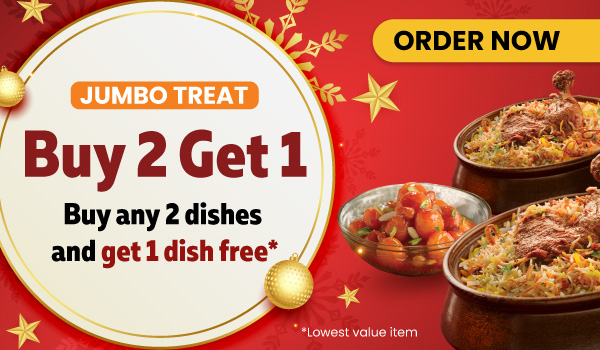 ORDER NOW
JUMBO TREAT
Buy 2 Get 1
Buy any 2 dishes
and get 1 dish free*
*Lowest value item